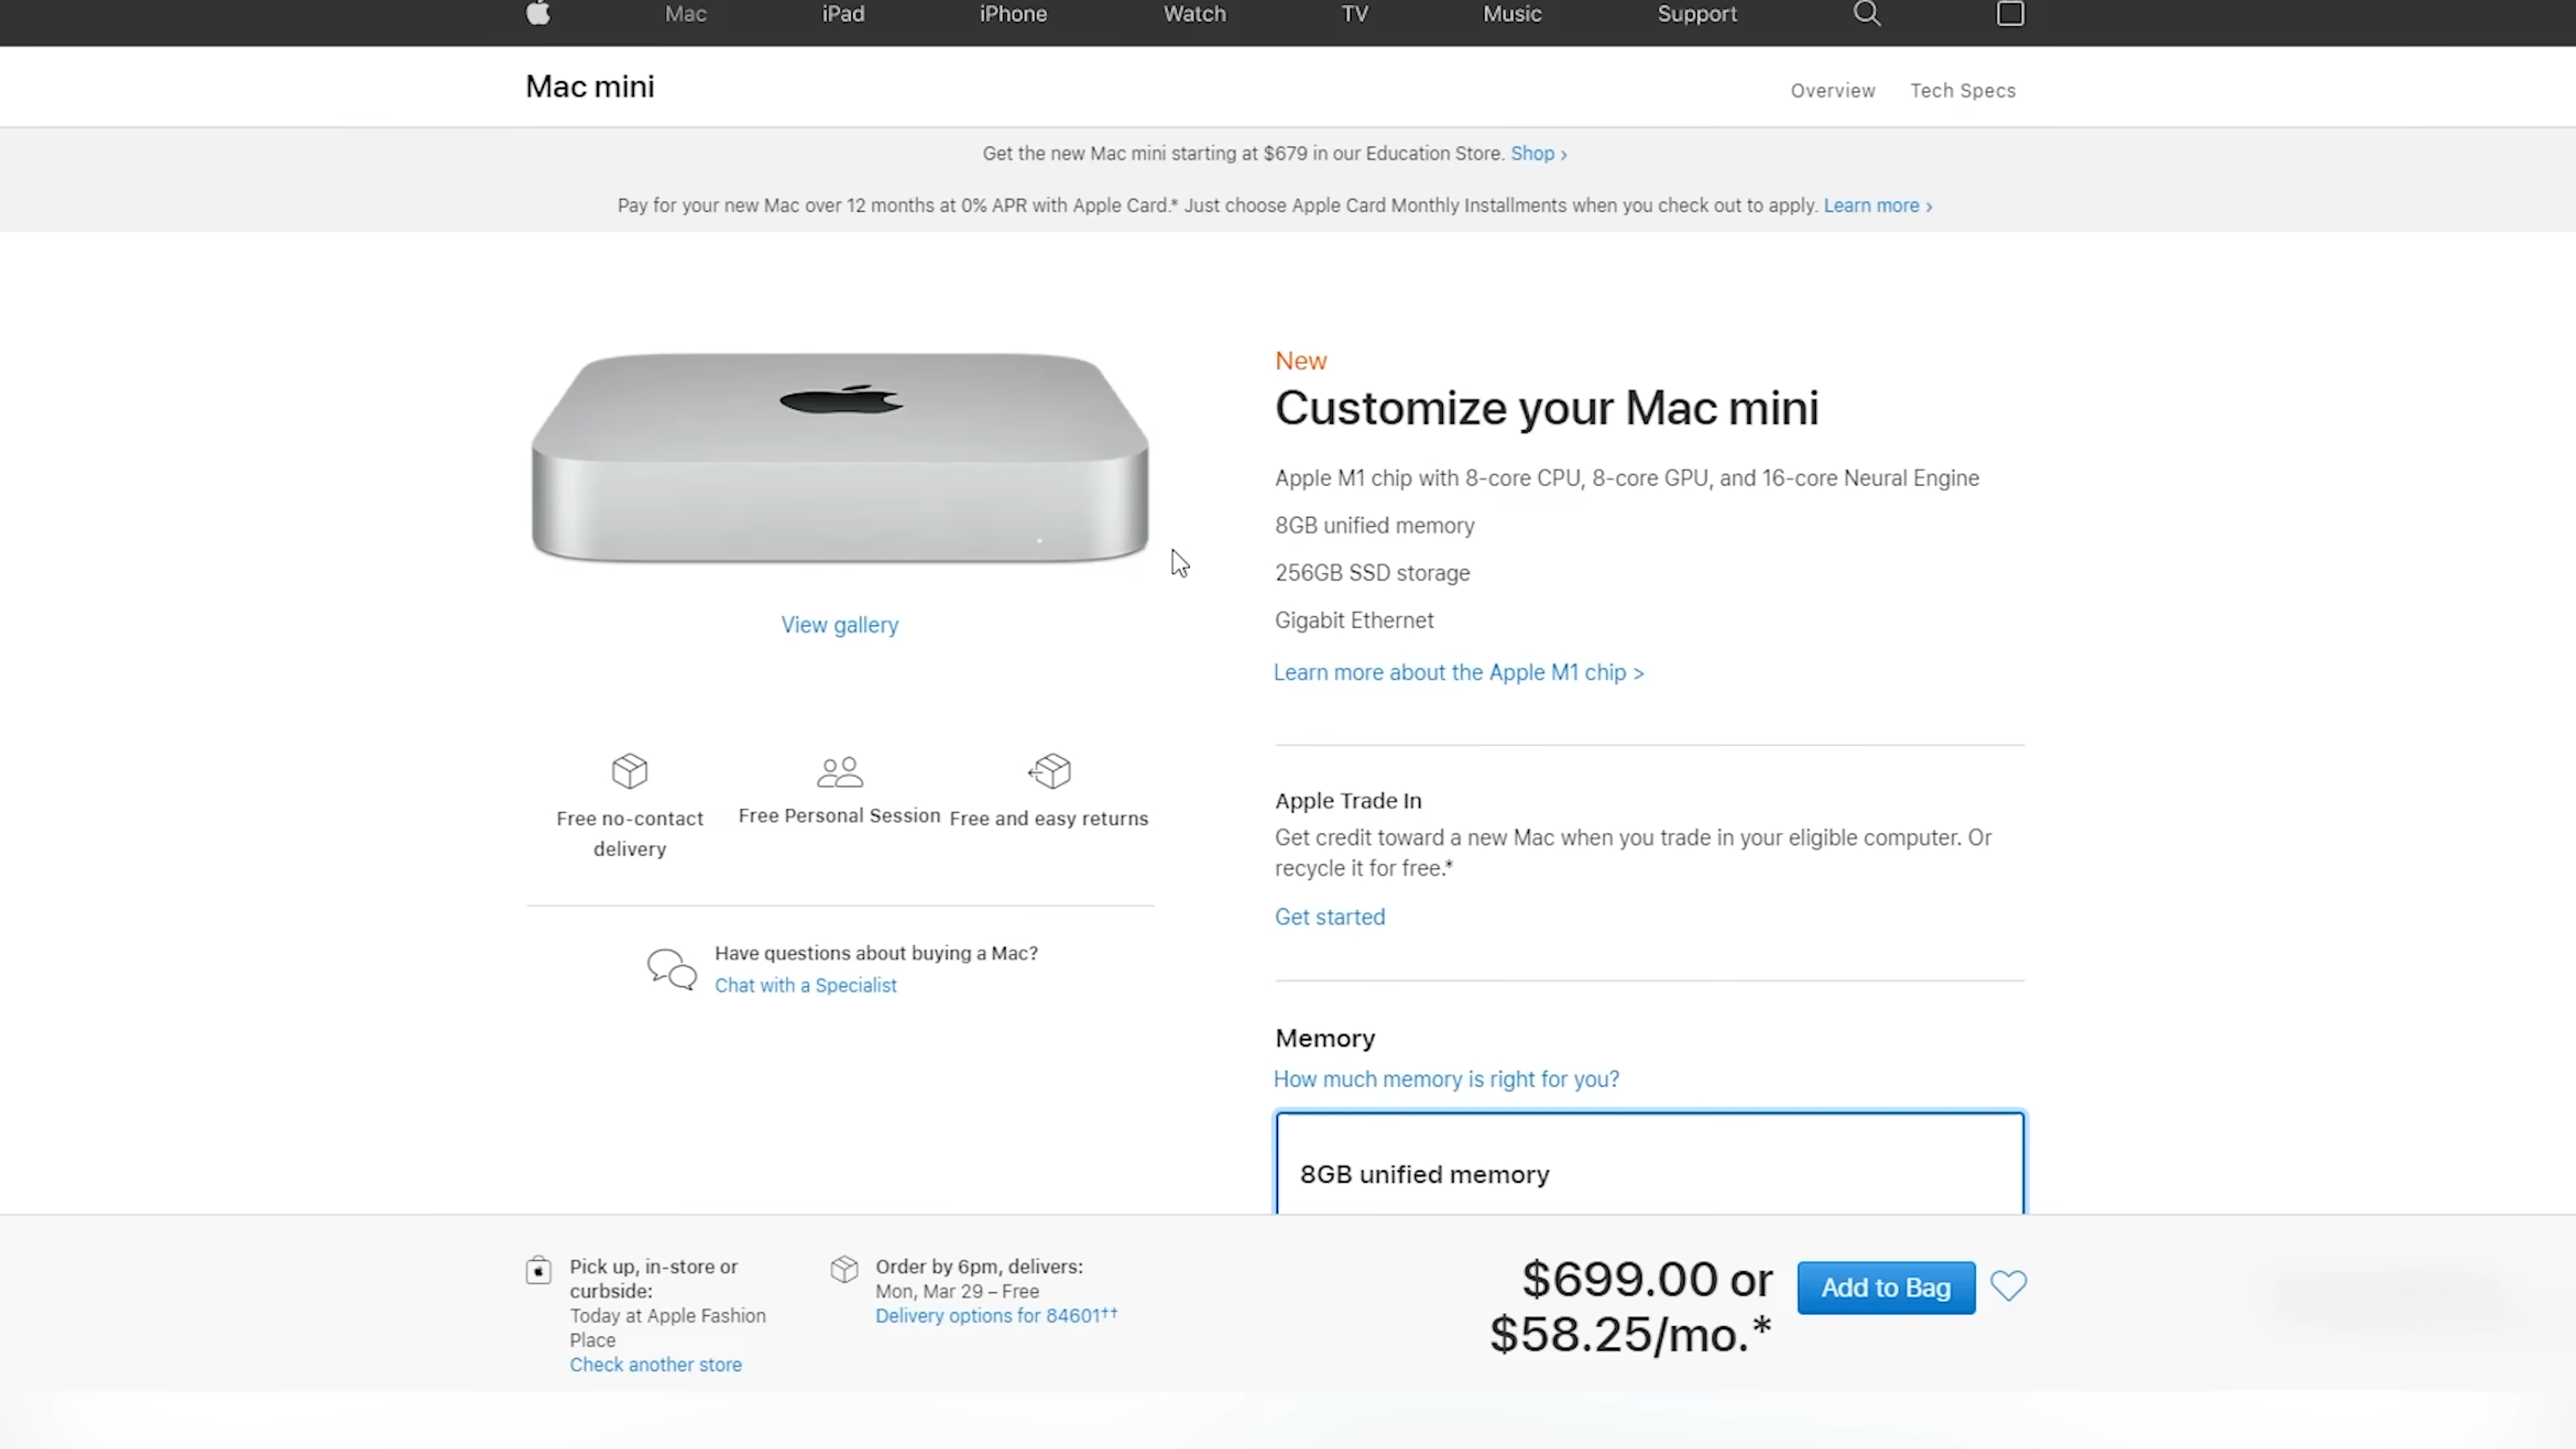 Mac
iPad
iPhone
Watch
TV
Music
Support
Mac mini
Overview
Tech Specs
Get the new Mac mini starting at $679 in our Education Store. Shop ›
Pay for your new Mac over 12 months at 0% APR with Apple Card.* Just choose Apple Card Monthly Installments when you check out to apply. Learn more ›
View gallery
Free no-contact
delivery
Free Personal Session
Free and easy returns
Have questions about buying a Mac?
Chat with a Specialist
New
Customize your Mac mini
Apple M1 chip with 8-core CPU, 8-core GPU, and 16-core Neural Engine
8GB unified memory
256GB SSD storage
Gigabit Ethernet
Learn more about the Apple M1 chip >
Apple Trade In
Get credit toward a new Mac when you trade in your eligible computer. Or
recycle it for free.*
Get started
Memory
How much memory is right for you?
8GB unified memory
Pick up, in-store or
curbside:
Today at Apple Fashion
Place
Check another store
Order by 6pm, delivers:
Mon, Mar 29 – Free
Delivery options for 84601††
$699.00 or
$58.25/mo.*
Add to Bag